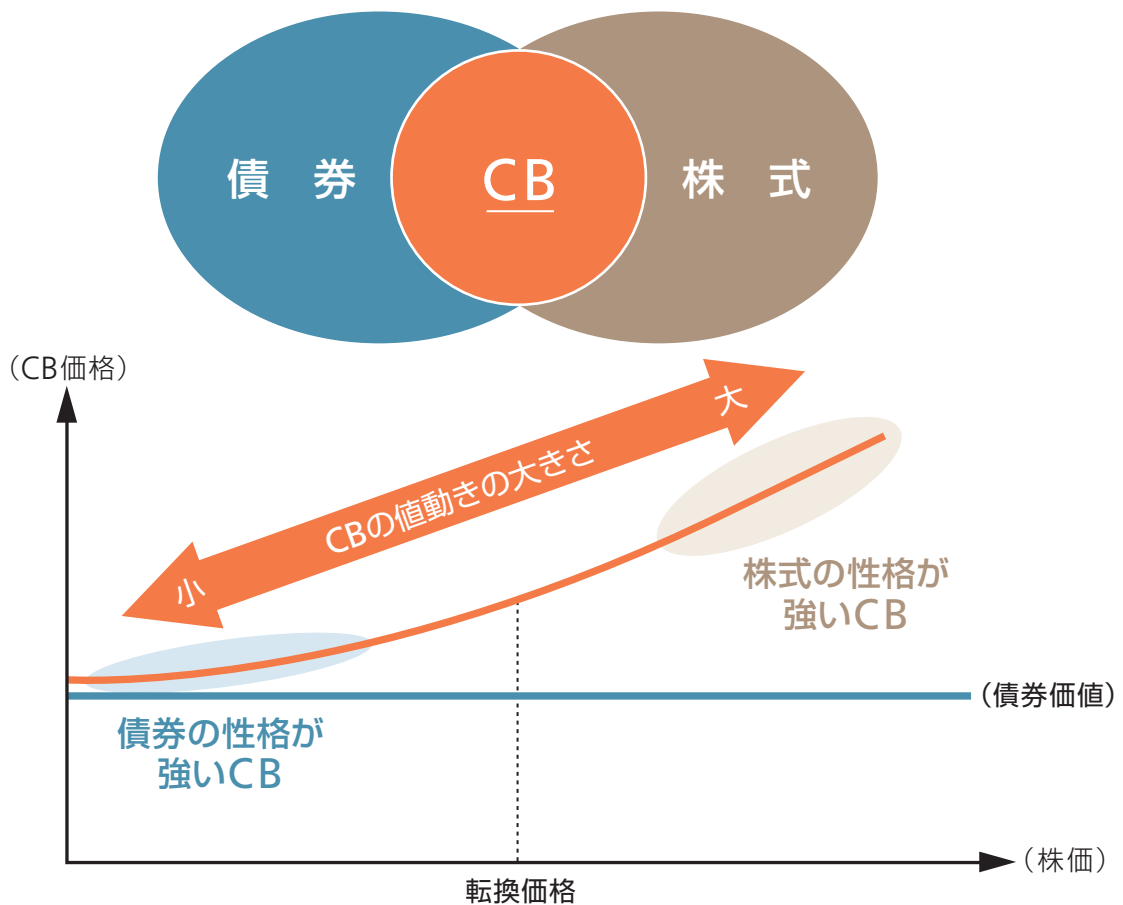 債 券
CB
株 式
（CB価格）
大
CBの値動きの大きさ
小
株式の性格が
強いCB
（債券価値）
債券の性格が
強いCB
（株価）
転換価格